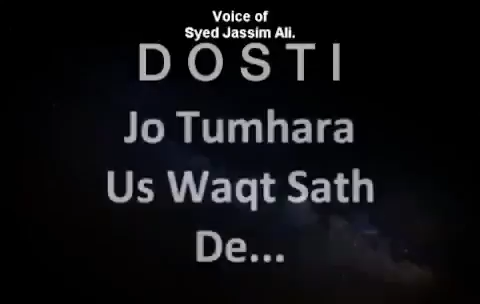 Voice of
Syed Jassim Ali.
D O S T I
Jo Tumhara
Us Waqt Sath
De...